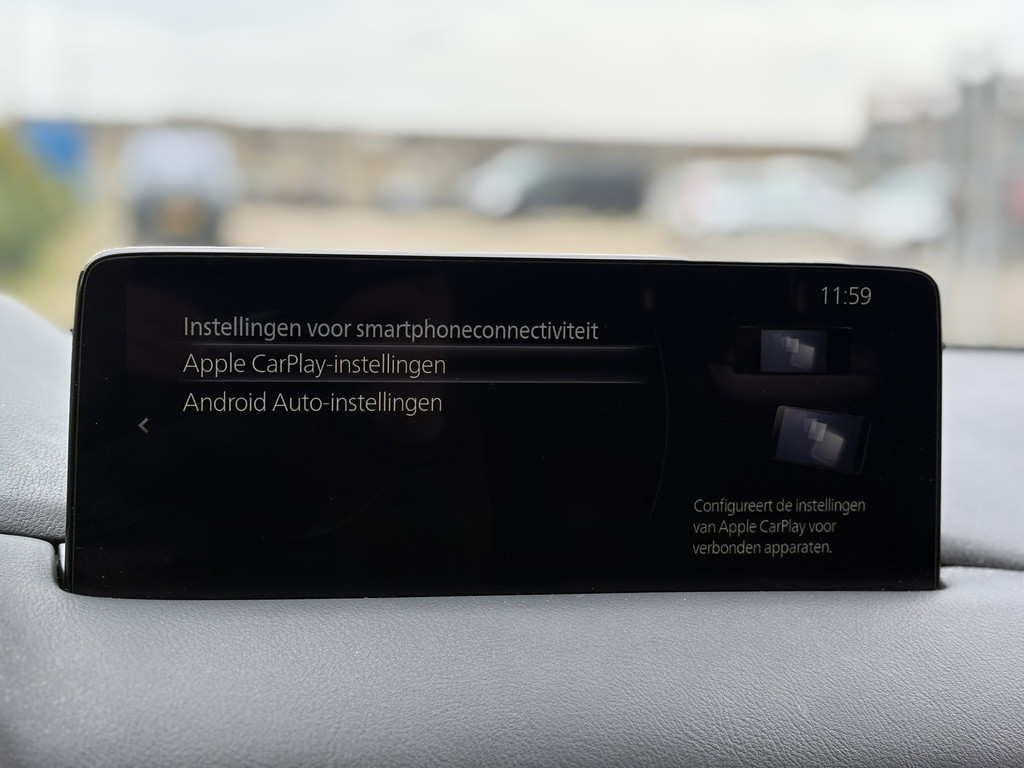 11:59
Instellingen voor smartphoneconnectiviteit
Apple CarPlay-instellingen
Android Auto-instellingen
Configureert de instellingen
van Apple CarPlay voor
verbonden apparaten.